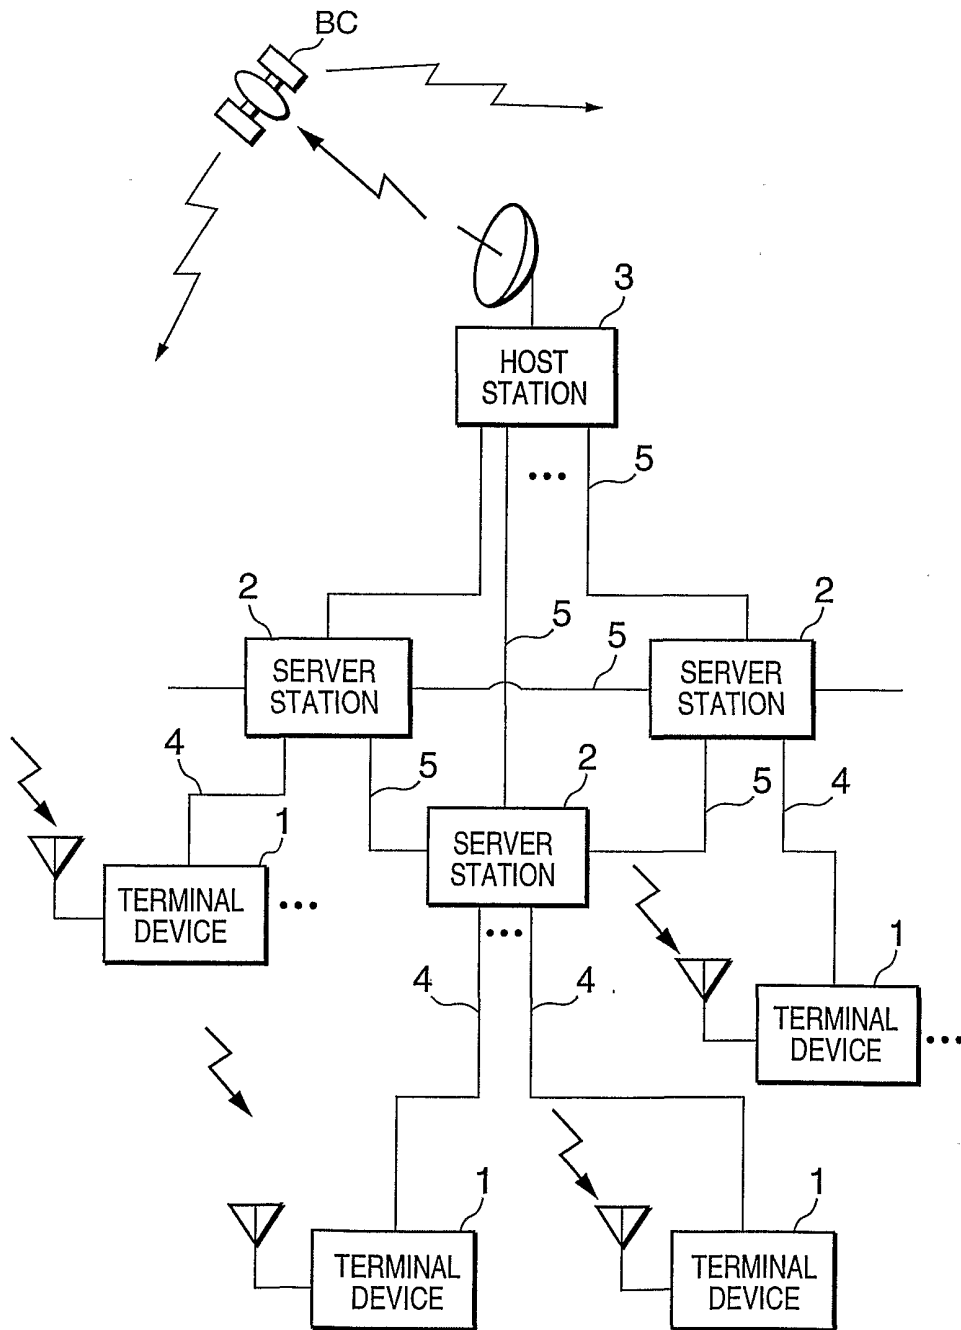 BC
3
HOST
STATION
5
2
SERVER
STATION
5
5
2
SERVER
STATION
4
5
2
SERVER
STATION
5
4
1
TERMINAL
DEVICE
4
4
1
TERMINAL
DEVICE
1
TERMINAL
DEVICE
1
TERMINAL
DEVICE